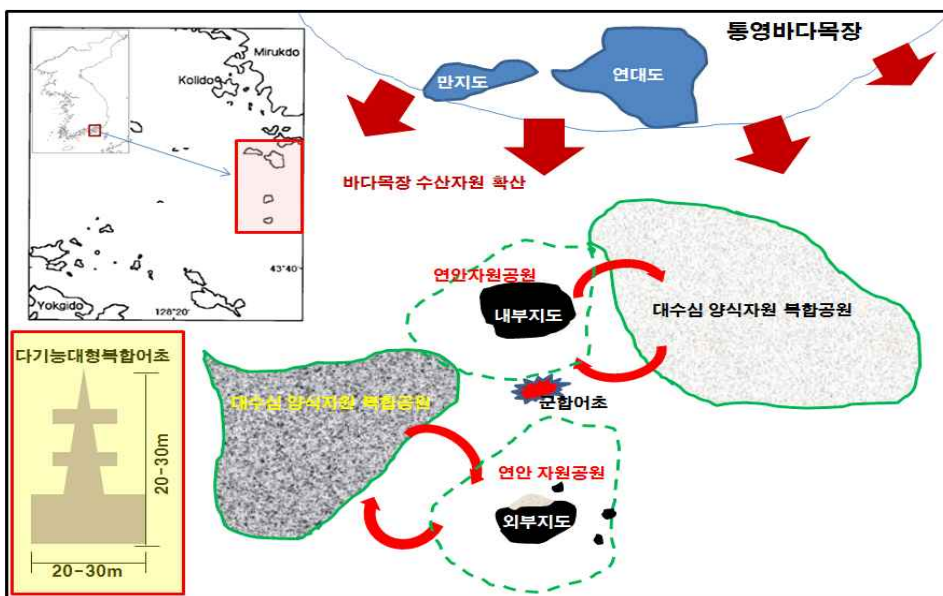 통영바다목장
Mirukdo
Kolido
만지도
연대도
바다목장 수산자원 확산
43°40'
Yokgido
128°20'
연안자원공원
내부지도
대수심 양식자원 복합공원
다기능대형복합어초
20-30m
20-30m
대수심 양식자원 복합공원
군합어초
연안 자원공원
외부지도